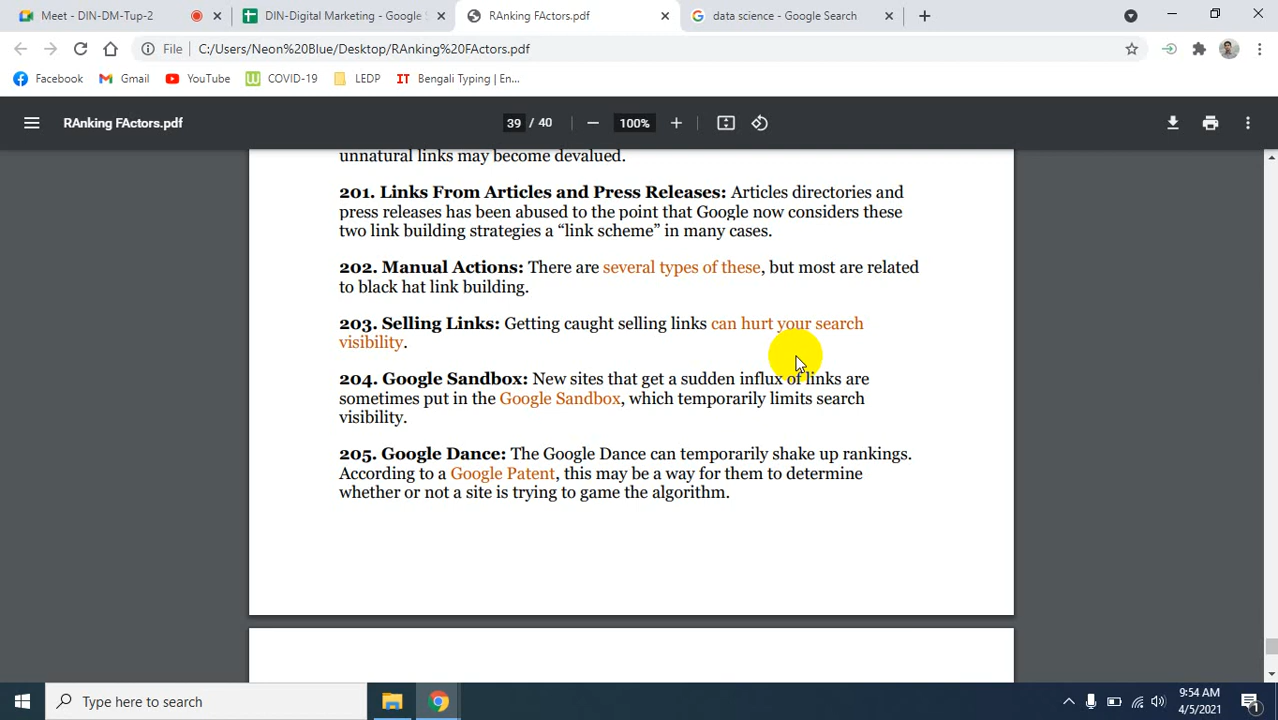 Meet - DIN-DM-Tup-2
DIN-Digital Marketing - Google S
RAnking FActors.pdf
data science - Google Search
File
C:/Users/Neon%20Blue/Desktop/RAnking%20FActors.pdf
Facebook
Gmail
YouTube
COVID-19
LEDP
IT Bengali Typing | En...
RAnking FActors.pdf
39 / 40
100%
unnatural links may become devalued.
201. Links From Articles and Press Releases: Articles directories and
press releases has been abused to the point that Google now considers these
two link building strategies a “link scheme” in many cases.
202. Manual Actions: There are several types of these, but most are related
to black hat link building.
203. Selling Links: Getting caught selling links can hurt your search
visibility.
204. Google Sandbox: New sites that get a sudden influx of links are
sometimes put in the Google Sandbox, which temporarily limits search
visibility.
205. Google Dance: The Google Dance can temporarily shake up rankings.
According to a Google Patent, this may be a way for them to determine
whether or not a site is trying to game the algorithm.
Type here to search
9:54 AM
4/5/2021
1